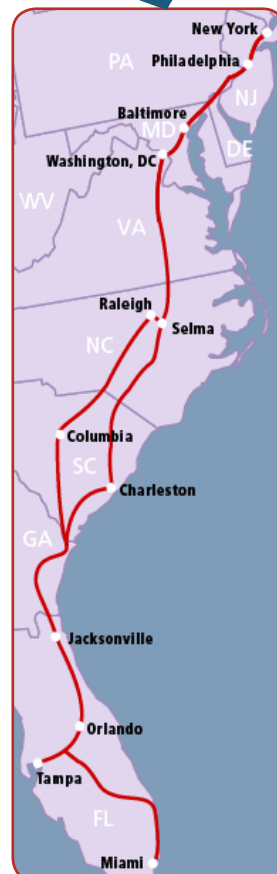 New York
PA
Philadelphia
NJ
Baltimore
MD
DE
Washington, DC
WV
VA
Raleigh
Selma
NC
Columbia
SC
Charleston
GA
Jacksonville
Orlando
Tampa
FL
Miami